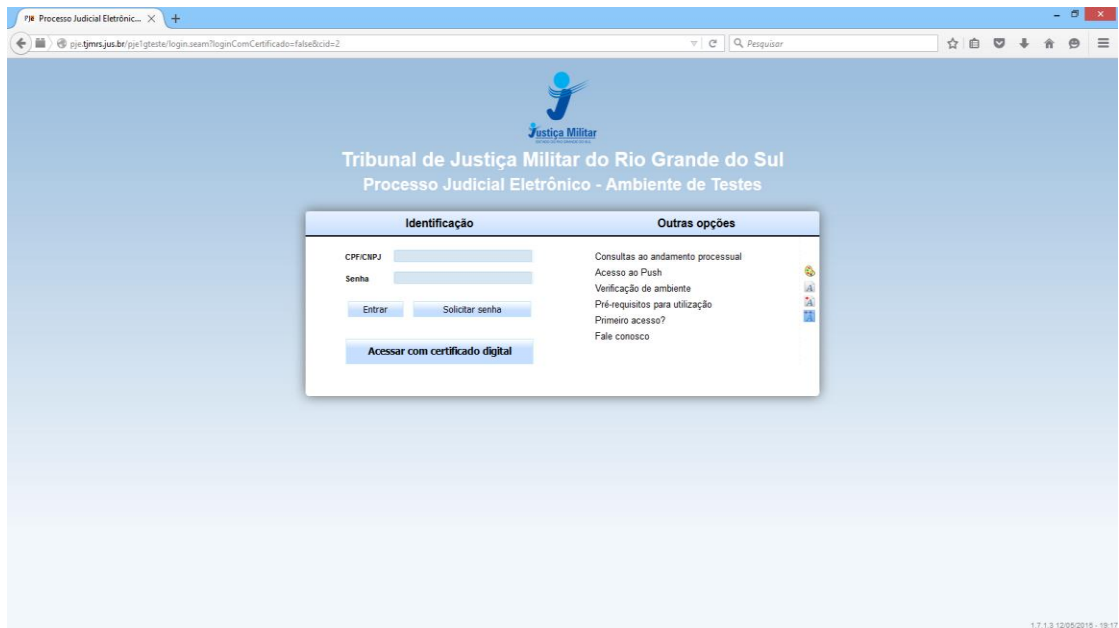 PJe Processo Judicial Eletrônic...
pje.tjmrs.jus.br/pje1gteste/login.seam?loginComCertificado=false&cid=2
Pesquisar
Justiça Militar
Tribunal de Justiça Militar do Rio Grande do Sul
Processo Judicial Eletrônico - Ambiente de Testes
Identificação
Outras opções
CPF/CNPJ
Senha
Entrar
Solicitar senha
Acessar com certificado digital
Consultas ao andamento processual
Acesso ao Push
Verificação de ambiente
Pré-requisitos para utilização
Primeiro acesso?
Fale conosco
1.7.1.3 12/05/2015 - 19:17